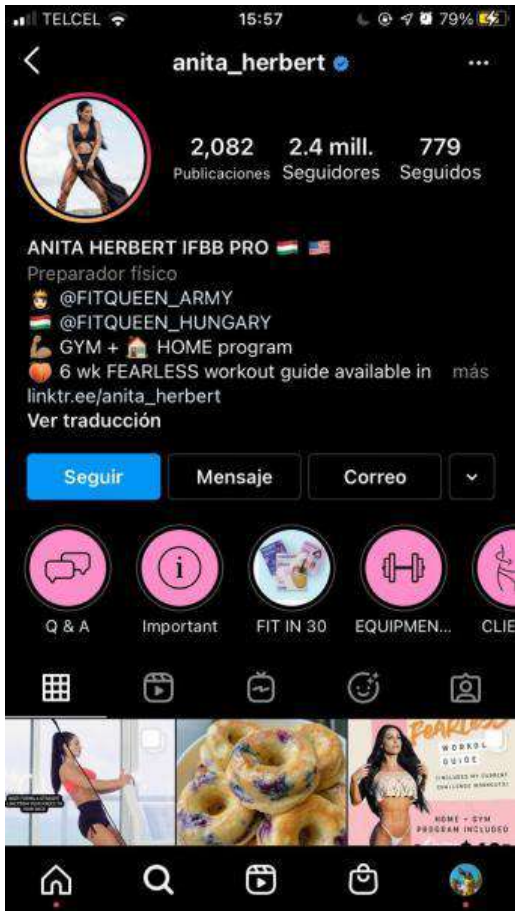 TELCEL 15:57 79%
anita_herbert
2,082 2.4 mill. 779
Publicaciones Seguidores Seguidos
ANITA HERBERT IFBB PRO 🇭🇺 🇺🇸
Preparador físico
@FITQUEEN_ARMY
🇭🇺 @FITQUEEN_HUNGARY
💪 GYM + 🏠 HOME program
🍑 6 wk FEARLESS workout guide available in más
linktr.ee/anita_herbert
Ver traducción
Seguir Mensaje Correo
Q & A Important FIT IN 30 EQUIPMEN... CLIE
FEARLESS
WORKOU
GUIDE
HOME + GYM
PROGRAM INCLUDED